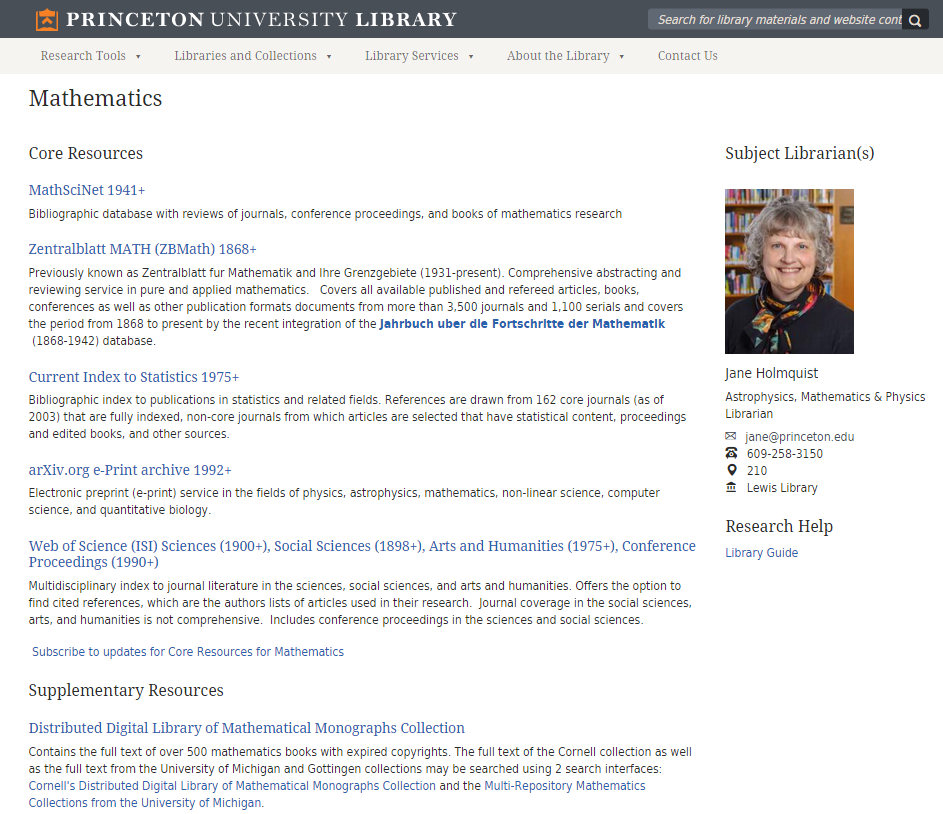 PRINCETON UNIVERSITY LIBRARY
Search for library materials and website cont
Research Tools
Libraries and Collections
Library Services
About the Library
Contact Us
Mathematics
Core Resources
MathSciNet 1941+
Bibliographic database with reviews of journals, conference proceedings, and books of mathematics research
Zentralblatt MATH (ZBMath) 1868+
Previously known as Zentralblatt fur Mathematik and Ihre Grenzgebiete (1931-present). Comprehensive abstracting and
reviewing service in pure and applied mathematics.   Covers all available published and refereed articles, books,
conferences as well as other publication formats documents from more than 3,500 journals and 1,100 serials and covers
the period from 1868 to present by the recent integration of the Jahrbuch uber die Fortschritte der Mathematik
(1868-1942) database.
Current Index to Statistics 1975+
Bibliographic index to publications in statistics and related fields. References are drawn from 162 core journals (as of
2003) that are fully indexed, non-core journals from which articles are selected that have statistical content, proceedings
and edited books, and other sources.
arXiv.org e-Print archive 1992+
Electronic preprint (e-print) service in the fields of physics, astrophysics, mathematics, non-linear science, computer
science, and quantitative biology.
Web of Science (ISI) Sciences (1900+), Social Sciences (1898+), Arts and Humanities (1975+), Conference
Proceedings (1990+)
Multidisciplinary index to journal literature in the sciences, social sciences, and arts and humanities. Offers the option to
find cited references, which are the authors lists of articles used in their research.  Journal coverage in the social sciences,
arts, and humanities is not comprehensive.  Includes conference proceedings in the sciences and social sciences.
Subscribe to updates for Core Resources for Mathematics
Supplementary Resources
Distributed Digital Library of Mathematical Monographs Collection
Contains the full text of over 500 mathematics books with expired copyrights. The full text of the Cornell collection as well
as the full text from the University of Michigan and Gottingen collections may be searched using 2 search interfaces:
Cornell's Distributed Digital Library of Mathematical Monographs Collection and the Multi-Repository Mathematics
Collections from the University of Michigan.
Subject Librarian(s)
Jane Holmquist
Astrophysics, Mathematics & Physics
Librarian
jane@princeton.edu
609-258-3150
210
Lewis Library
Research Help
Library Guide